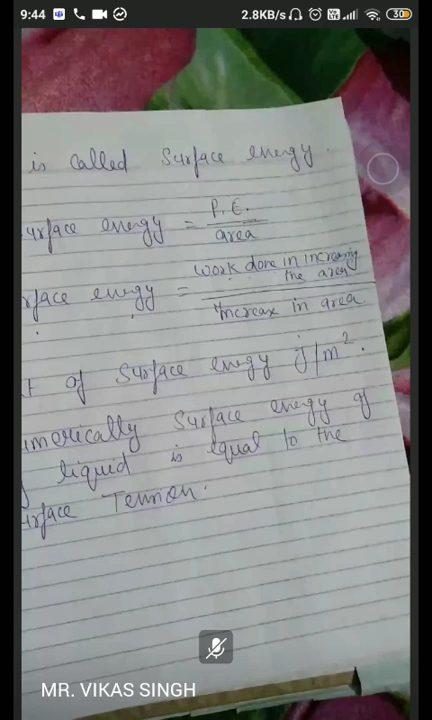 9:44 2.8KB/s 30
is called Surface energy.
urface energy = P.E. / area
rface energy = work done in increasing the area / increase in area.
t of Surface energy j/m².
merically Surface energy of
liquid is equal to the
urface Tension.
MR. VIKAS SINGH